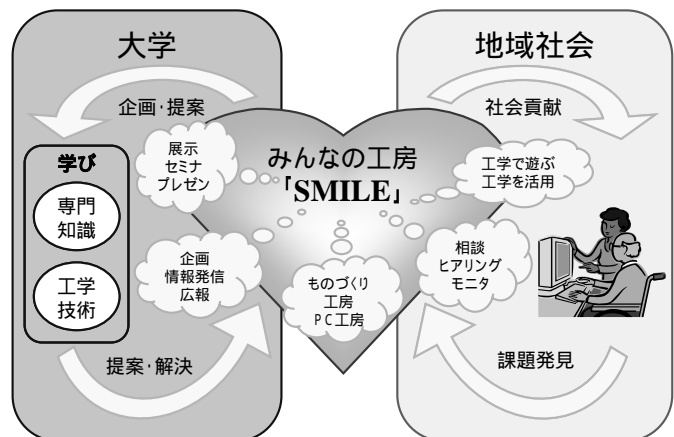 大学
企画・提案
学び
専門
知識
工学
技術
提案・解決
展示
セミナ
プレゼン
企画
情報発信
広報
みんなの工房
「SMILE」
ものづくり
工房
PC工房
地域社会
社会貢献
工学で遊ぶ
工学を活用
相談
ヒアリング
モニタ
課題発見